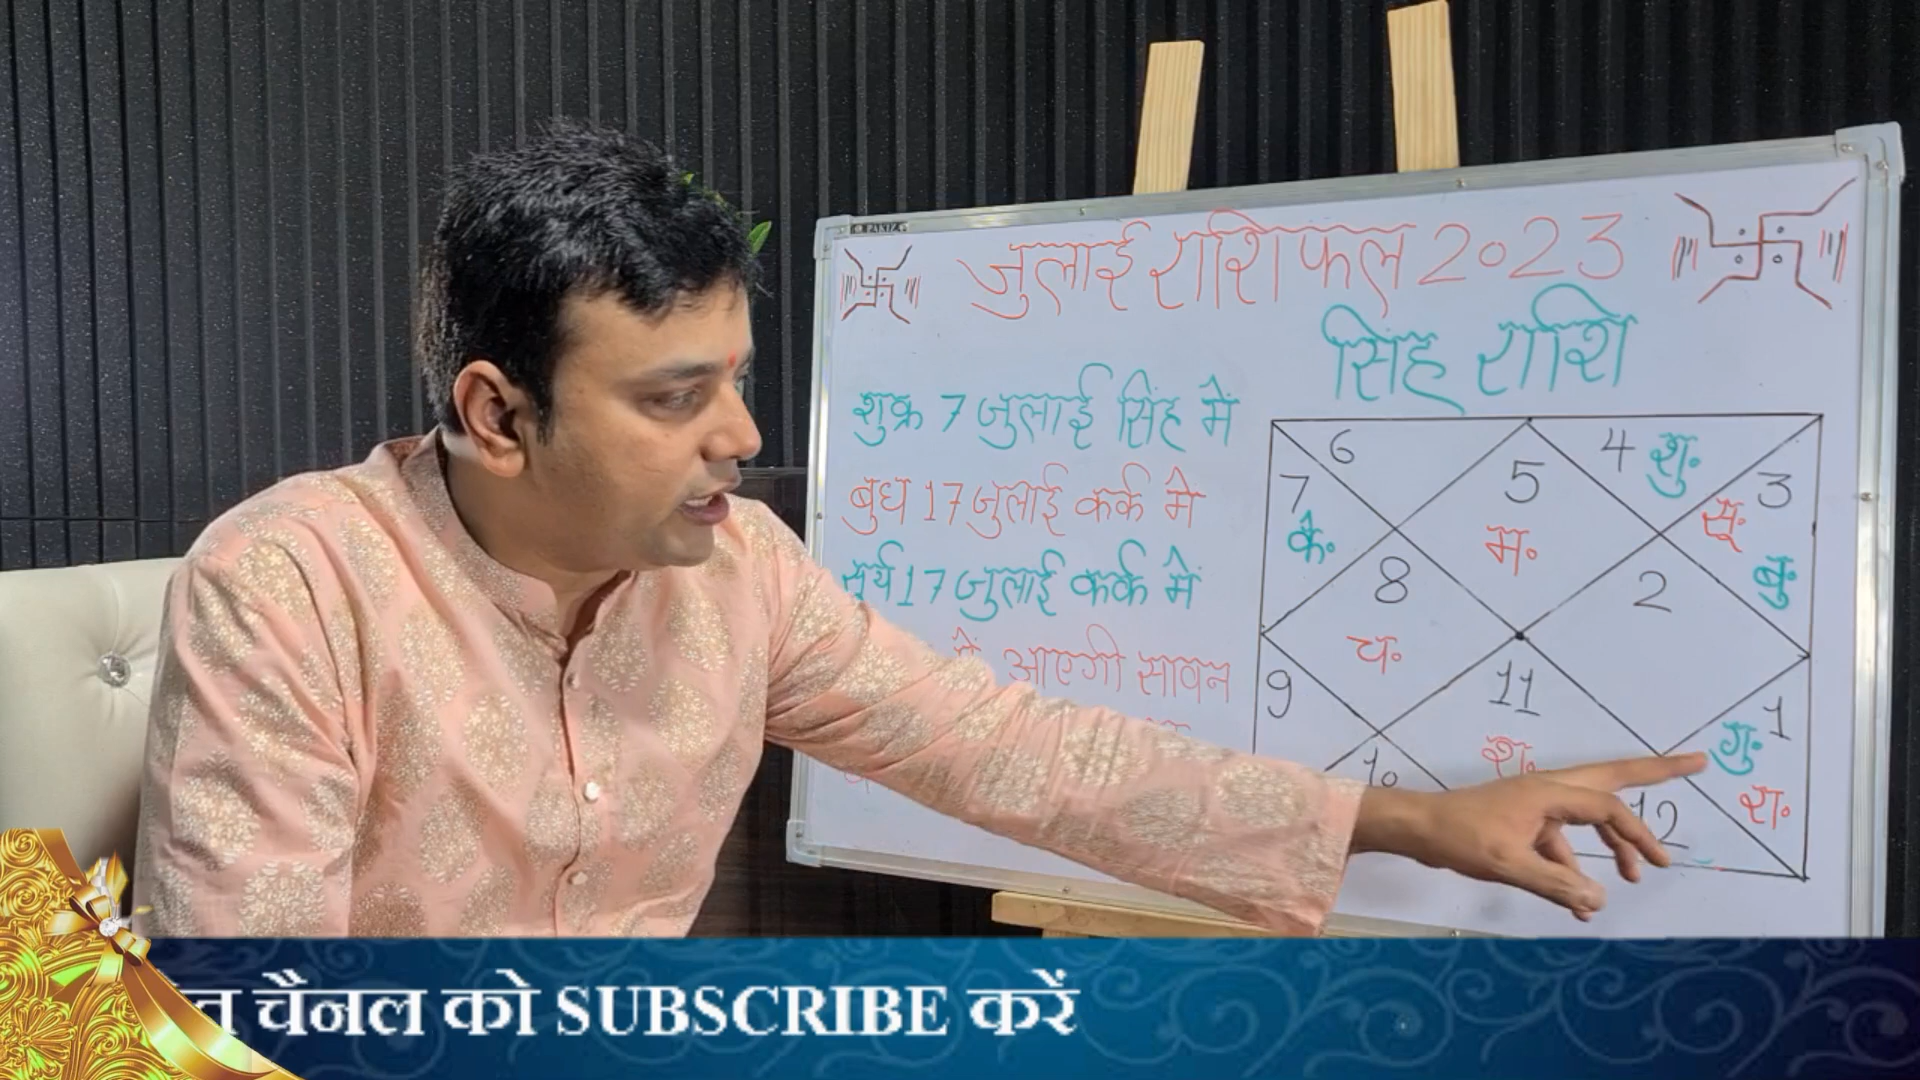 जुलाई राशिफल 2023
सिंह राशि
शुक्र 7 जुलाई सिंह में
बुध 17 जुलाई कर्क मे
सूर्य 17 जुलाई कर्क में
में आएगी सावन
6
5
4 शु॰
3
7
के॰
म॰
सू॰
बु॰
8
2
चं॰
9
11
1
गु॰
10
श॰
12
रा॰
चैनल को SUBSCRIBE करें